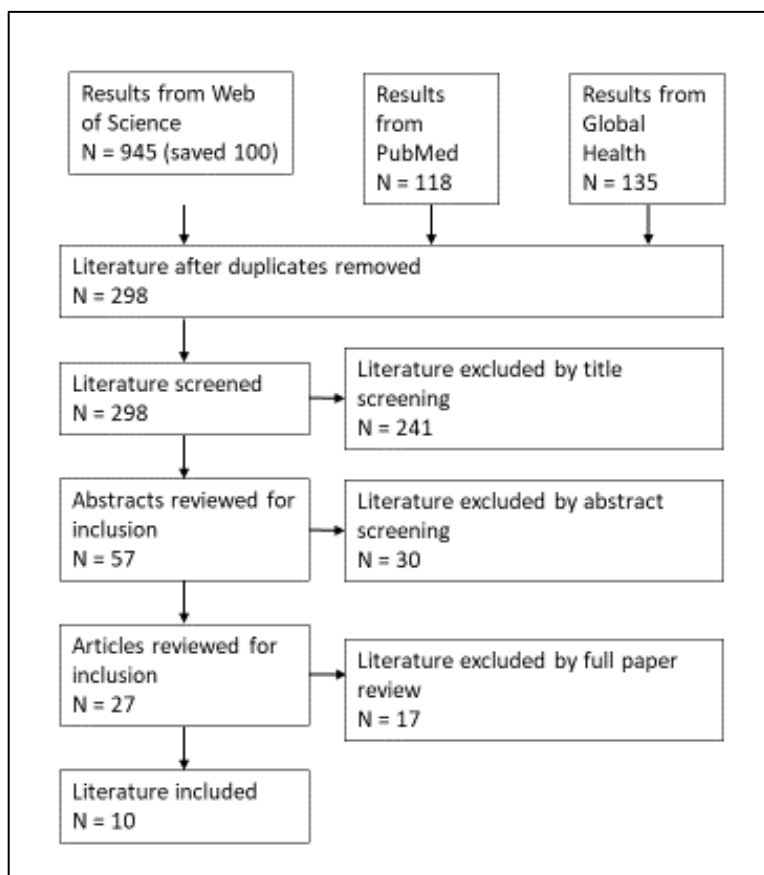 Results from Web
of Science
N = 945 (saved 100)
Results
from
PubMed
N = 118
Results from
Global
Health
N = 135
Literature after duplicates removed
N = 298
Literature screened
N = 298
Literature excluded by title
screening
N = 241
Abstracts reviewed for
inclusion
N = 57
Literature excluded by abstract
screening
N = 30
Articles reviewed for
inclusion
N = 27
Literature excluded by full paper
review
N = 17
Literature included
N = 10